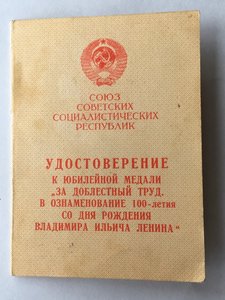 СОЮЗ
СОВЕТСКИХ
СОЦИАЛИСТИЧЕСКИХ
РЕСПУБЛИК
УДОСТОВЕРЕНИЕ
К ЮБИЛЕЙНОЙ МЕДАЛИ
„ЗА ДОБЛЕСТНЫЙ ТРУД.
В ОЗНАМЕНОВАНИЕ 100-летия
СО ДНЯ РОЖДЕНИЯ
ВЛАДИМИРА ИЛЬИЧА ЛЕНИНА“